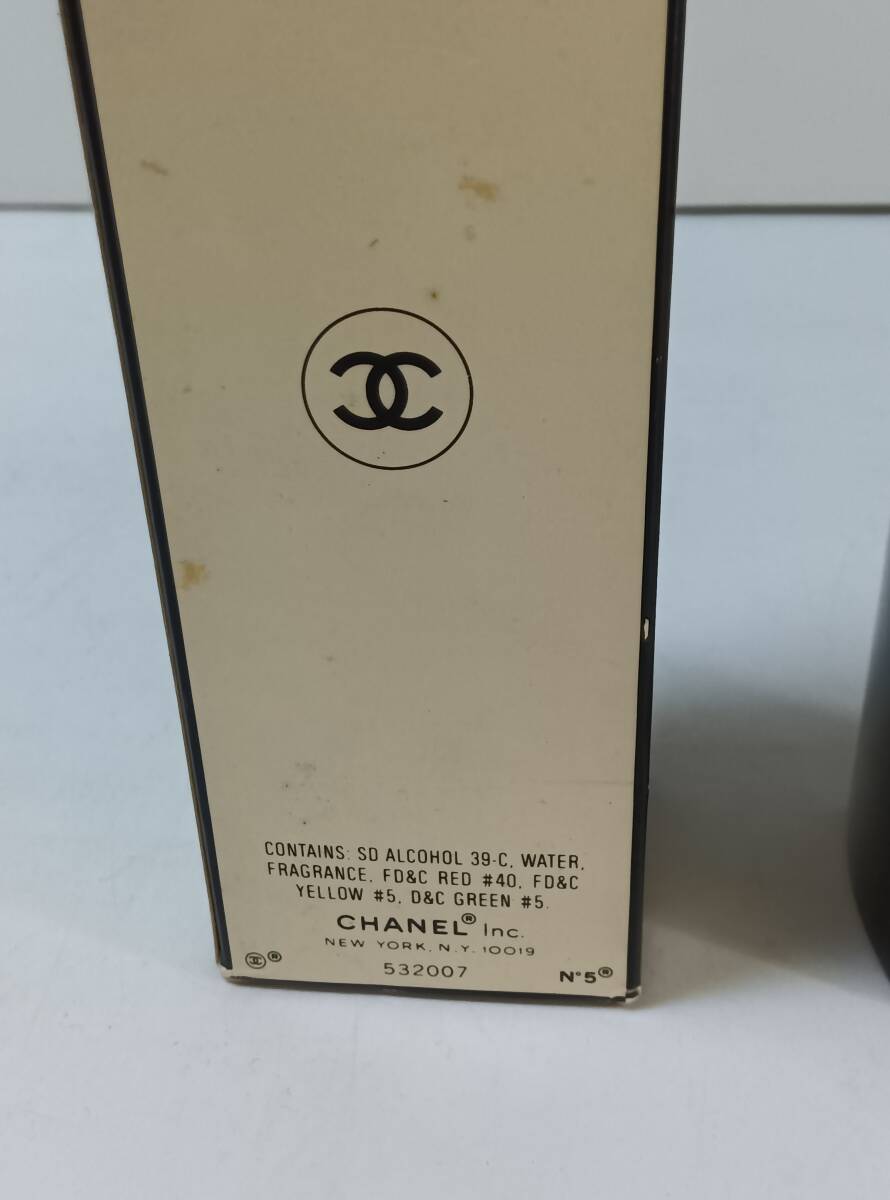 CONTAINS: SD ALCOHOL 39-C, WATER,
FRAGRANCE, FD&C RED #40, FD&C
YELLOW #5, D&C GREEN #5.
CHANEL® Inc.
NEW YORK, N.Y. 10019
® 532007 N°5®